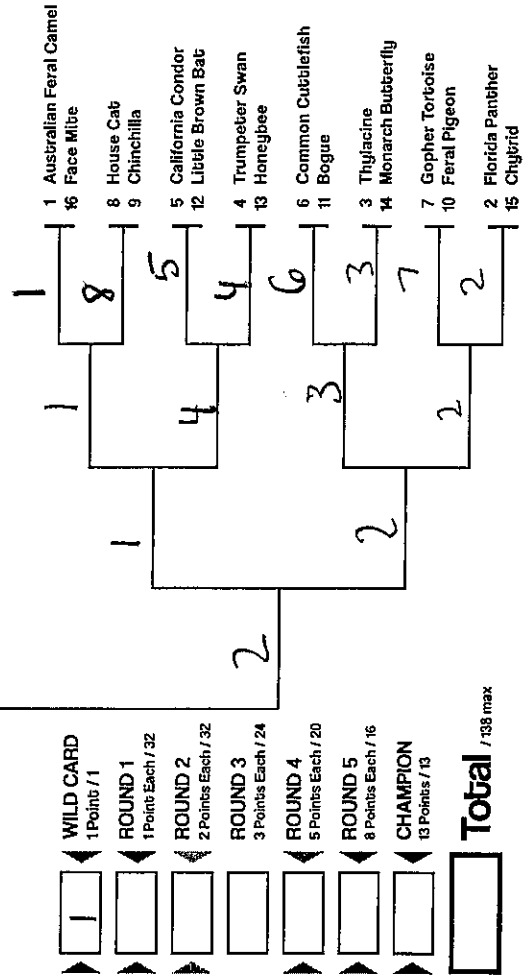 1 Australian Feral Camel
16 Face Mite
8 House Cat
9 Chinchilla
5 California Condor
12 Little Brown Bat
4 Trumpeter Swan
13 Honeybee
6 Common Cuttlefish
11 Bogue
3 Thylacine
14 Monarch Butterfly
7 Gopher Tortoise
10 Feral Pigeon
2 Florida Panther
15 Chytrid
1
8
5
4
6
3
7
2
1
4
3
2
1
2
2
1
WILD CARD
1 Point / 1
ROUND 1
1 Point Each / 32
ROUND 2
2 Points Each / 32
ROUND 3
3 Points Each / 24
ROUND 4
5 Points Each / 20
ROUND 5
8 Points Each / 16
CHAMPION
13 Points / 13
Total / 138 max